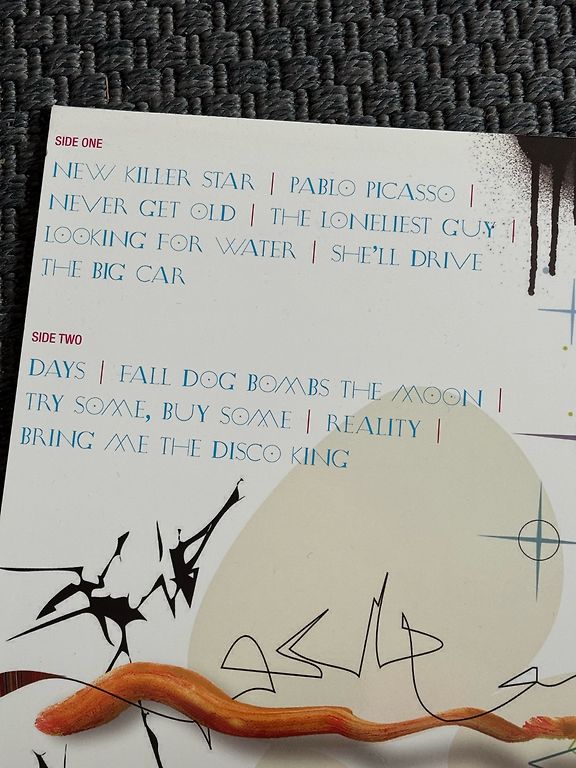 SIDE ONE
NEW KILLER STAR | PABLO PICASSO |
NEVER GET OLD | THE LONELIEST GUY |
LOOKING FOR WATER | SHE'LL DRIVE
THE BIG CAR
SIDE TWO
DAYS | FALL DOG BOMBS THE MOON |
TRY SOME, BUY SOME | REALITY |
BRING ME THE DISCO KING